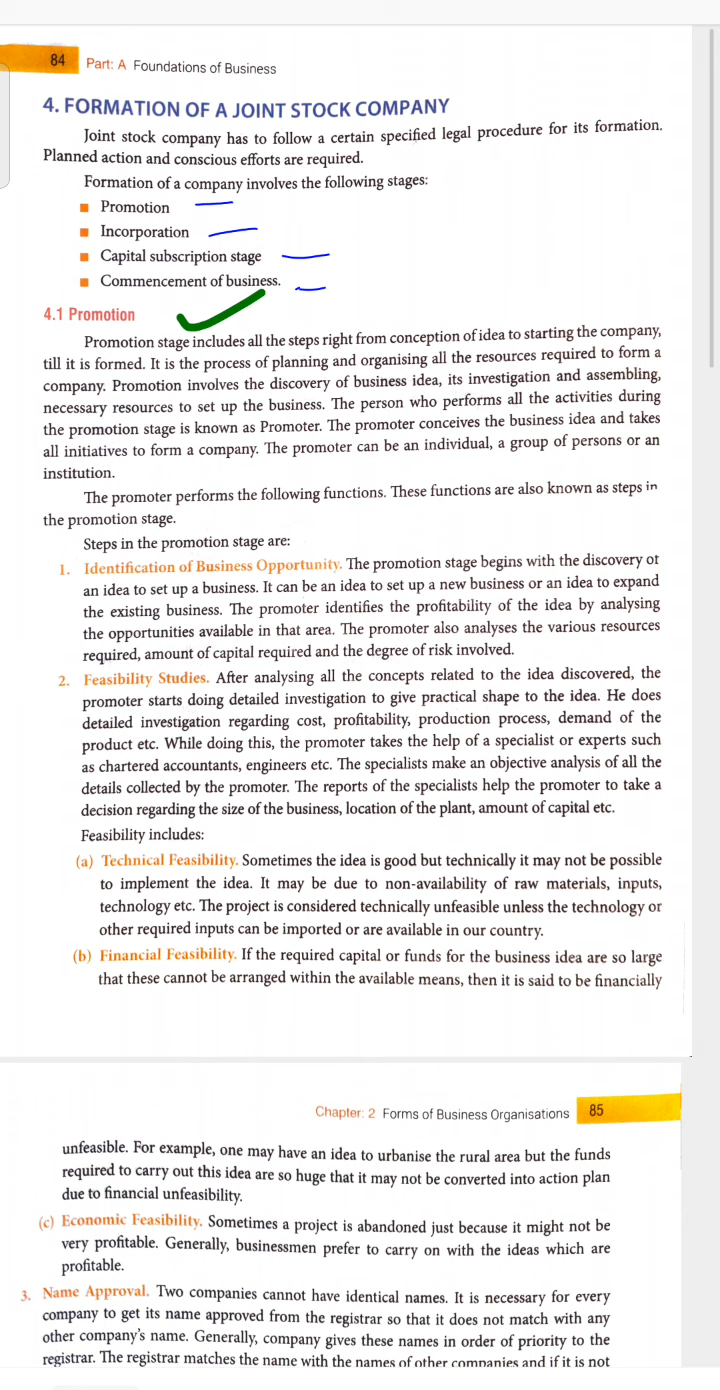 84 Part: A Foundations of Business
4. FORMATION OF A JOINT STOCK COMPANY
Joint stock company has to follow a certain specified legal procedure for its formation.
Planned action and conscious efforts are required.
Formation of a company involves the following stages:
■ Promotion
■ Incorporation
■ Capital subscription stage
■ Commencement of business.
4.1 Promotion
Promotion stage includes all the steps right from conception of idea to starting the company,
till it is formed. It is the process of planning and organising all the resources required to form a
company. Promotion involves the discovery of business idea, its investigation and assembling,
necessary resources to set up the business. The person who performs all the activities during
the promotion stage is known as Promoter. The promoter conceives the business idea and takes
all initiatives to form a company. The promoter can be an individual, a group of persons or an
institution.
The promoter performs the following functions. These functions are also known as steps in
the promotion stage.
Steps in the promotion stage are:
1. Identification of Business Opportunity. The promotion stage begins with the discovery of
an idea to set up a business. It can be an idea to set up a new business or an idea to expand
the existing business. The promoter identifies the profitability of the idea by analysing
the opportunities available in that area. The promoter also analyses the various resources
required, amount of capital required and the degree of risk involved.
2. Feasibility Studies. After analysing all the concepts related to the idea discovered, the
promoter starts doing detailed investigation to give practical shape to the idea. He does
detailed investigation regarding cost, profitability, production process, demand of the
product etc. While doing this, the promoter takes the help of a specialist or experts such
as chartered accountants, engineers etc. The specialists make an objective analysis of all the
details collected by the promoter. The reports of the specialists help the promoter to take a
decision regarding the size of the business, location of the plant, amount of capital etc.
Feasibility includes:
(a) Technical Feasibility. Sometimes the idea is good but technically it may not be possible
to implement the idea. It may be due to non-availability of raw materials, inputs,
technology etc. The project is considered technically unfeasible unless the technology or
other required inputs can be imported or are available in our country.
(b) Financial Feasibility. If the required capital or funds for the business idea are so large
that these cannot be arranged within the available means, then it is said to be financially
Chapter: 2 Forms of Business Organisations 85
unfeasible. For example, one may have an idea to urbanise the rural area but the funds
required to carry out this idea are so huge that it may not be converted into action plan
due to financial unfeasibility.
(c) Economic Feasibility. Sometimes a project is abandoned just because it might not be
very profitable. Generally, businessmen prefer to carry on with the ideas which are
profitable.
3. Name Approval. Two companies cannot have identical names. It is necessary for every
company to get its name approved from the registrar so that it does not match with any
other company's name. Generally, company gives these names in order of priority to the
registrar. The registrar matches the name with the names of other companies and if it is not